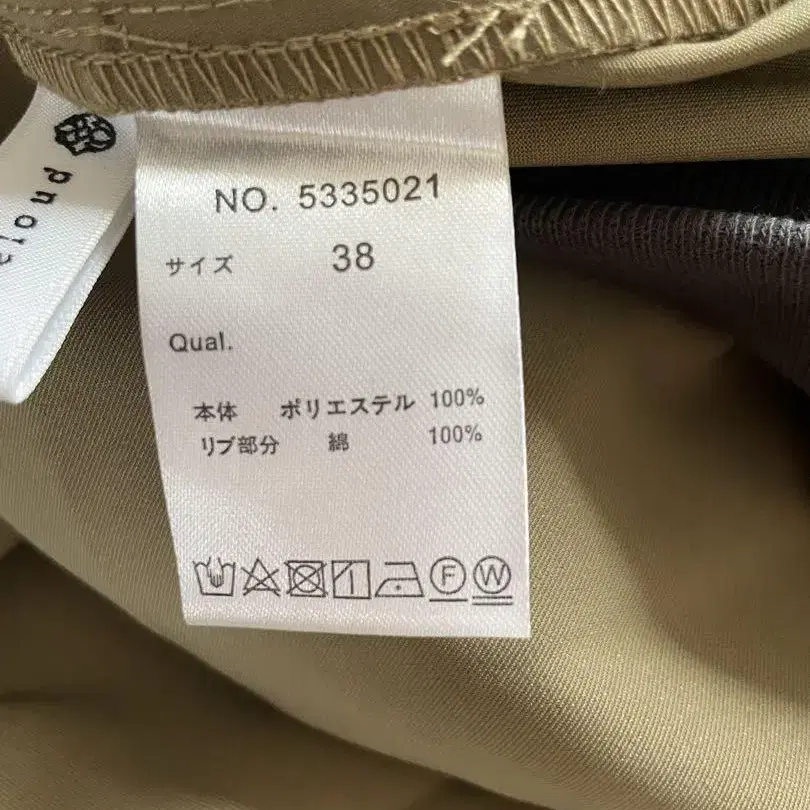 cloud
NO. 5335021
サイズ 38
Qual.
本体 ポリエステル 100%
リブ部分 綿 100%
F W